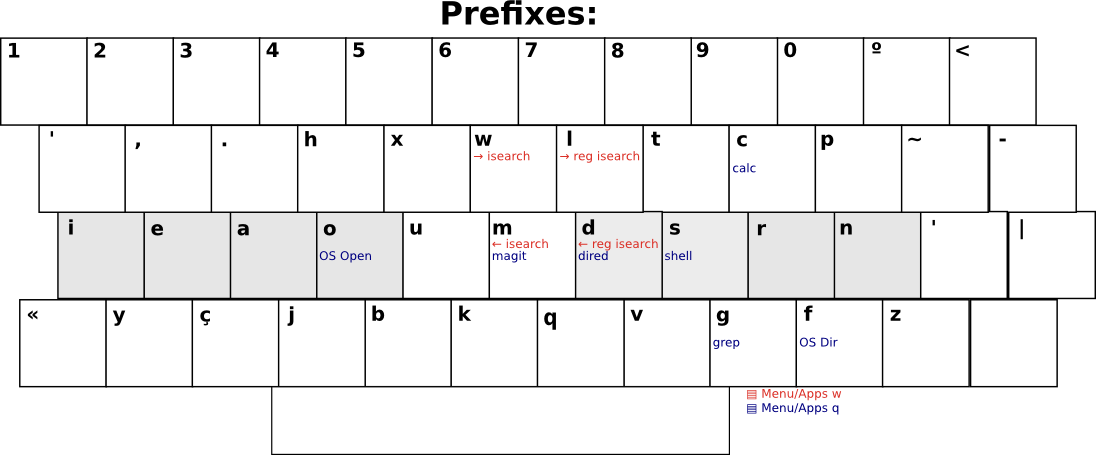 Prefixes:
1 2 3 4 5 6 7 8 9 0 º <
' , . h x w l t c p ~ -
→ isearch → reg isearch
calc
i e a o u m d s r n ' |
← isearch ← reg isearch
OS Open magit dired shell
« y ç j b k q v g f z
grep OS Dir
▤ Menu/Apps w
▤ Menu/Apps q